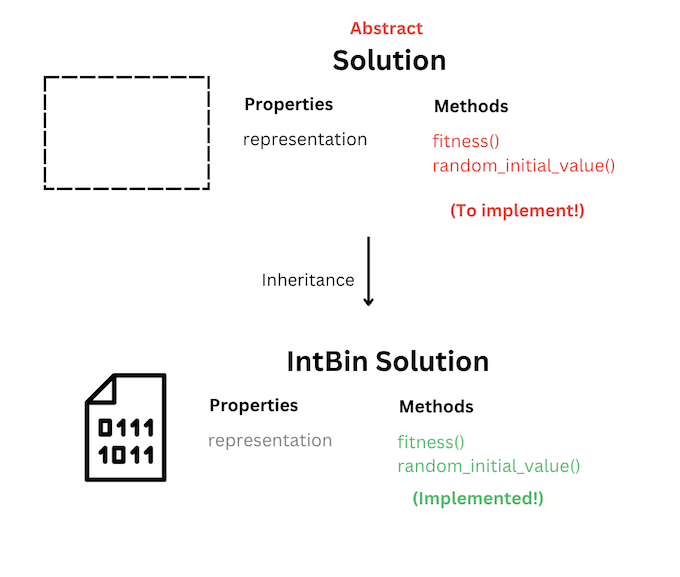 Abstract
Solution
Properties
Methods
representation
fitness()
random_initial_value()
(To implement!)
Inheritance
IntBin Solution
0111
1011
Properties
Methods
representation
fitness()
random_initial_value()
(Implemented!)